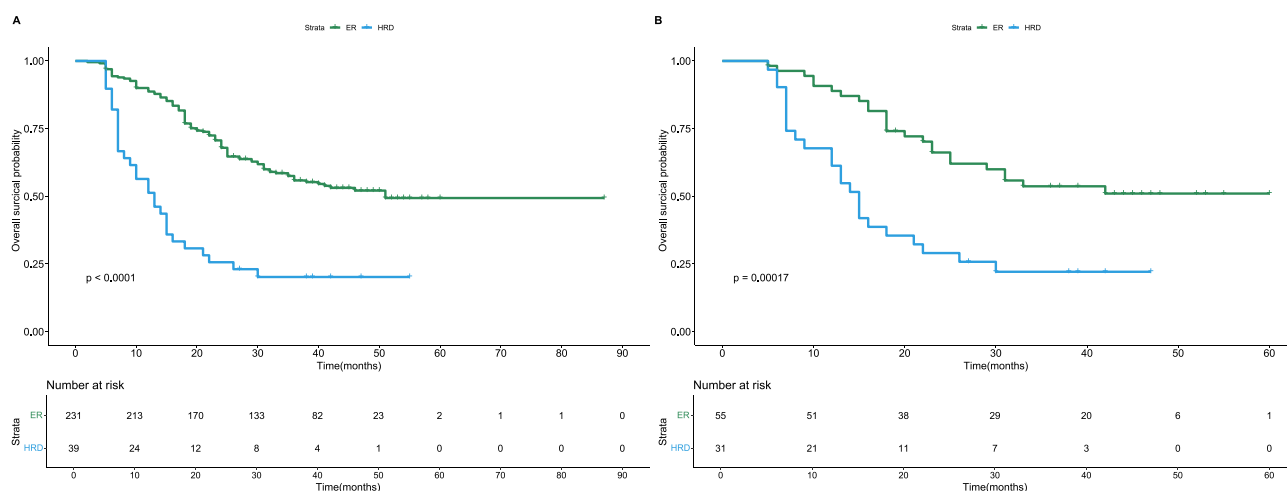 A
Strata ER HRD
1.00
0.75
0.50
0.25
0.00
Overall surcical probability
p < 0.0001
0 10 20 30 40 50 60 70 80 90
Time(months)
Number at risk
Strata
ER 231 213 170 133 82 23 2 1 1 0
HRD 39 24 12 8 4 1 0 0 0 0
0 10 20 30 40 50 60 70 80 90
Time(months)
B
Strata ER HRD
1.00
0.75
0.50
0.25
0.00
Overall surcical probability
p = 0.00017
0 10 20 30 40 50 60
Time(months)
Number at risk
Strata
ER 55 51 38 29 20 6 1
HRD 31 21 11 7 3 0 0
0 10 20 30 40 50 60
Time(months)